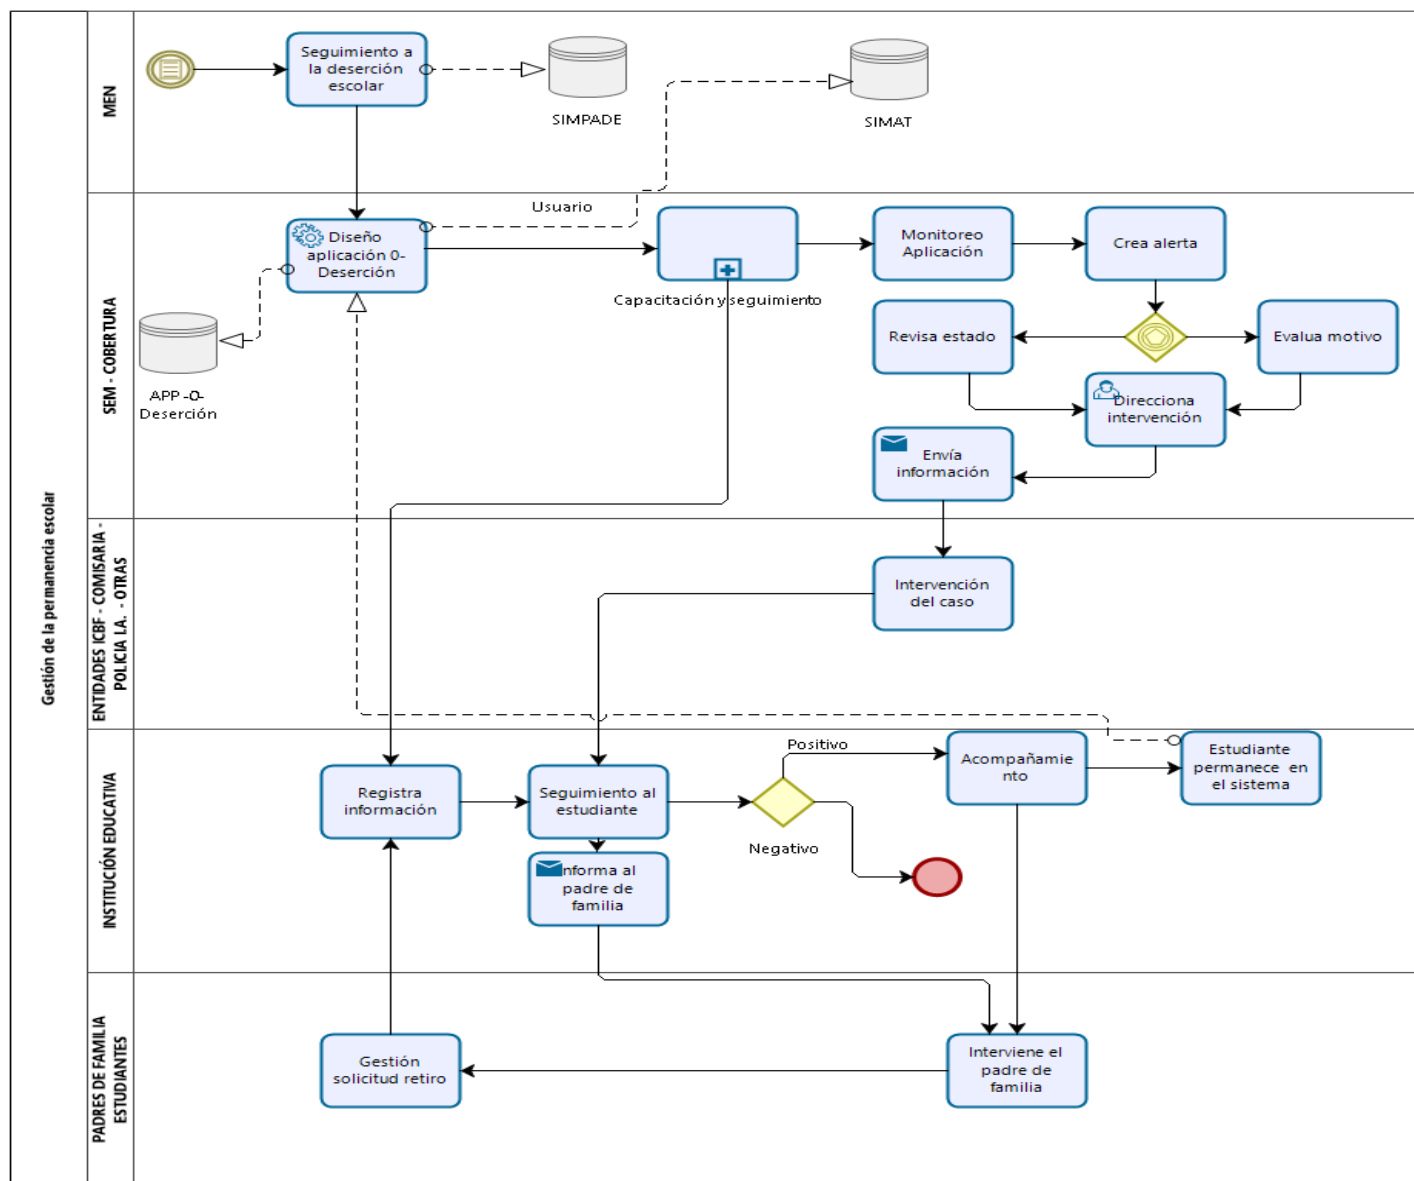 Gestión de la permanencia escolar
MEN
Seguimiento a
la deserción
escolar
SIMPADE
SIMAT
SEM - COBERTURA
Usuario
Diseño
aplicación 0-
Deserción
Capacitación y seguimiento
Monitoreo
Aplicación
Crea alerta
Revisa estado
Evalua motivo
APP -0-
Deserción
Direcciona
intervención
Envía
información
ENTIDADES ICBF - COMISARIA -
POLICIA I.A. - OTRAS
Intervención
del caso
INSTITUCIÓN EDUCATIVA
Positivo
Acompañamie
nto
Estudiante
permanece en
el sistema
Registra
información
Seguimiento al
estudiante
Negativo
nforma al
padre de
familia
PADRES DE FAMILIA
ESTUDIANTES
Gestión
solicitud retiro
Interviene el
padre de
familia